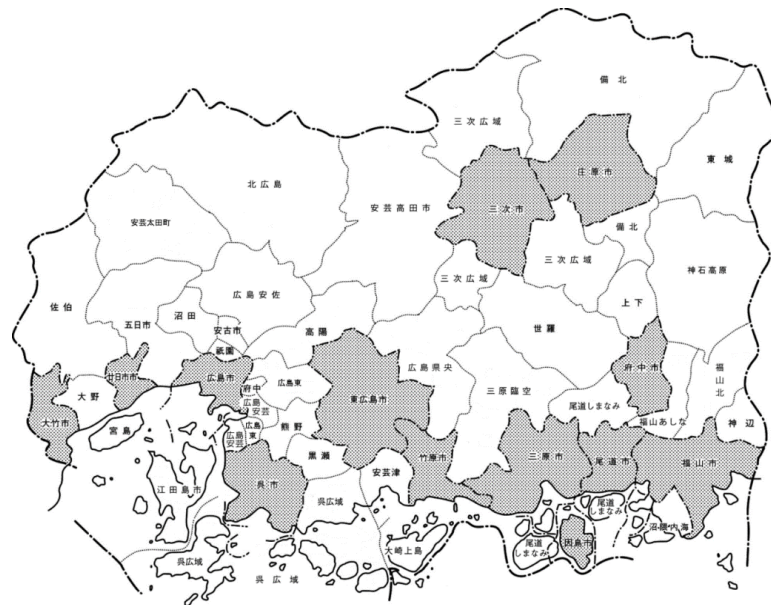 備北
三次広域
東城
庄原市
北広島
三次市
安芸高田市
安芸太田町
備北
三次広域
三次広域
神石高原
広島安佐
上下
佐伯
沼田
五日市
安古市
高陽
世羅
祇園
広島県央
府中市
福山北
廿日市市
広島市
府中
広島東
大野
三原臨空
東広島市
尾道しまなみ
広島安芸
大竹市
宮島
広島東
熊野
福山あしな
神辺
広島安芸
黒瀬
竹原市
三原市
尾道市
福山市
安芸津
呉市
江田島市
呉広域
尾道
しまなみ
沼隈内海
大崎上島
尾道
しまなみ
因島市
呉広域
呉広域